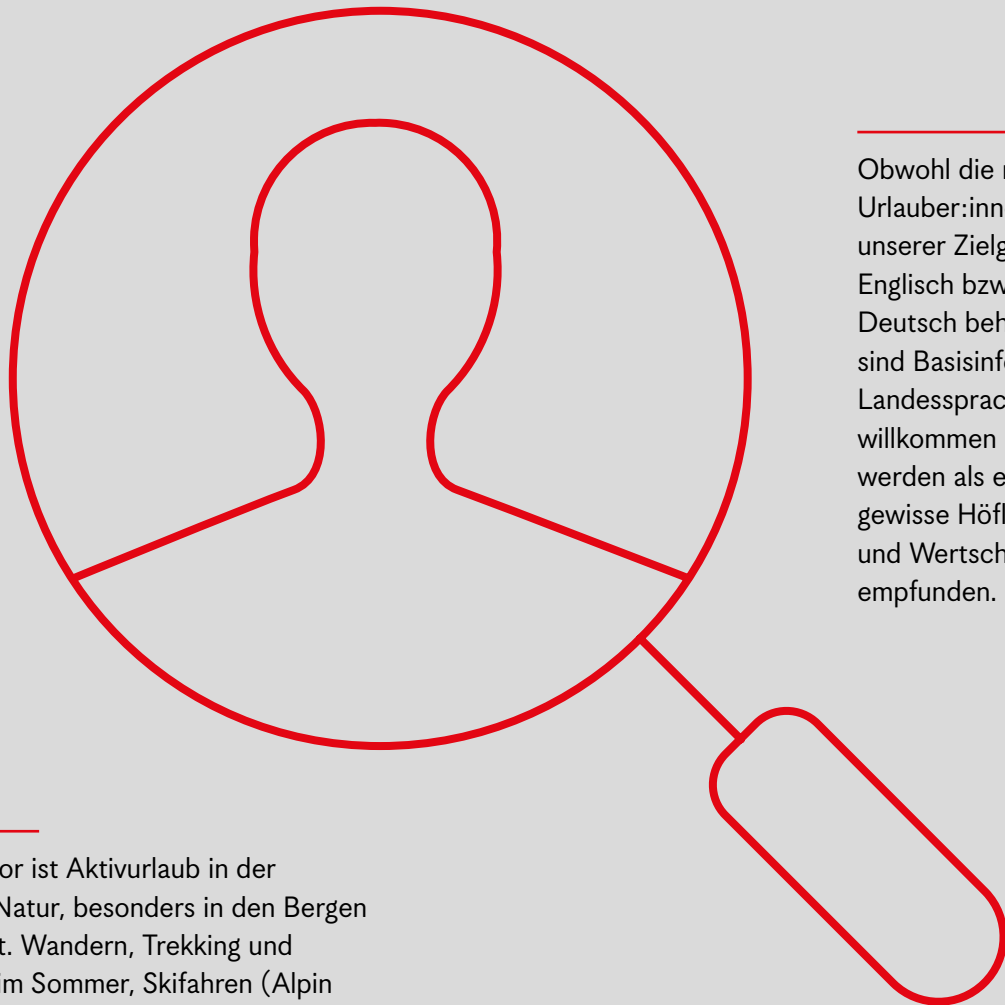 Obwohl die
Urlauber:inn
unserer Zielg
Englisch bzw
Deutsch beh
sind Basisinf
Landessprac
willkommen
werden als e
gewisse Höfl
und Wertsch
empfunden.
or ist Aktivurlaub in der
Natur, besonders in den Bergen
t. Wandern, Trekking und
im Sommer, Skifahren (Alpin